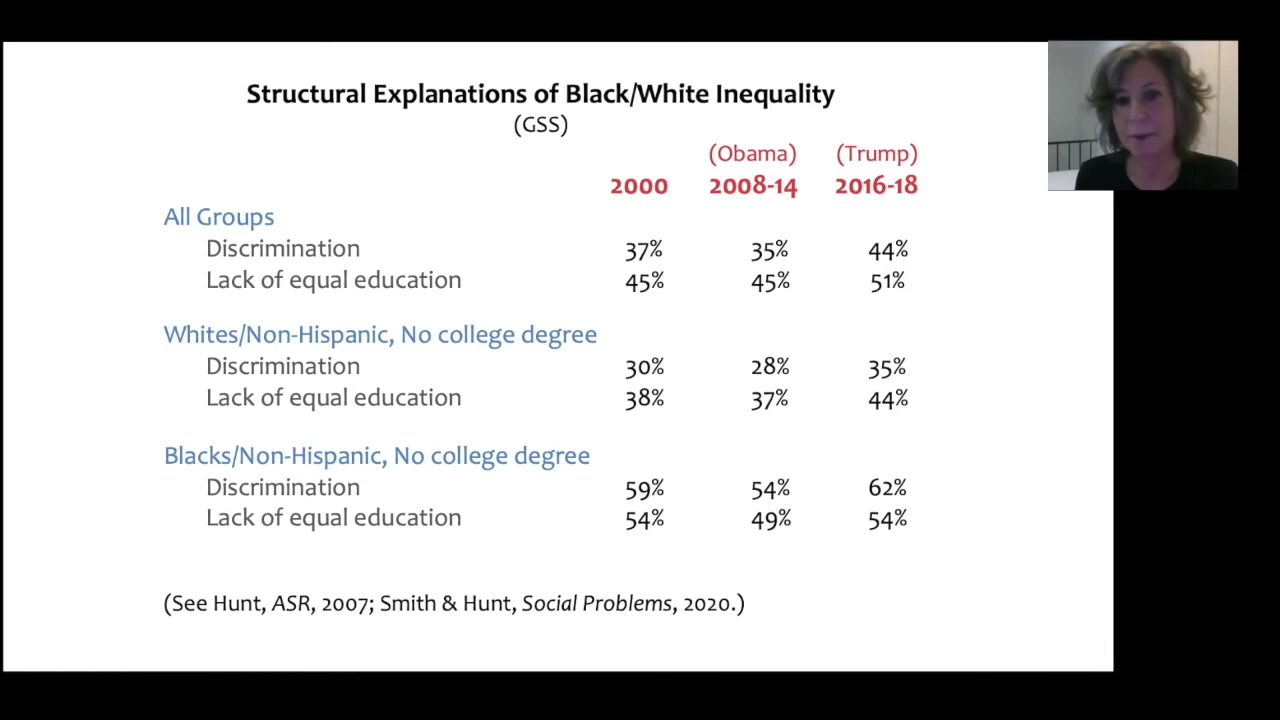 Structural Explanations of Black/White Inequality
(GSS)
(Obama) (Trump)
2000 2008-14 2016-18
All Groups
Discrimination 37% 35% 44%
Lack of equal education 45% 45% 51%
Whites/Non-Hispanic, No college degree
Discrimination 30% 28% 35%
Lack of equal education 38% 37% 44%
Blacks/Non-Hispanic, No college degree
Discrimination 59% 54% 62%
Lack of equal education 54% 49% 54%
(See Hunt, ASR, 2007; Smith & Hunt, Social Problems, 2020.)